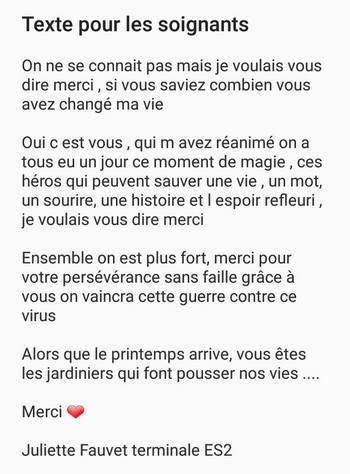 Texte pour les soignants
On ne se connait pas mais je voulais vous
dire merci , si vous saviez combien vous
avez changé ma vie
Oui c est vous , qui m avez réanimé on a
tous eu un jour ce moment de magie , ces
héros qui peuvent sauver une vie , un mot,
un sourire, une histoire et l espoir refleuri ,
je voulais vous dire merci
Ensemble on est plus fort, merci pour
votre persévérance sans faille grâce à
vous on vaincra cette guerre contre ce
virus
Alors que le printemps arrive, vous êtes
les jardiniers qui font pousser nos vies ....
Merci ❤️
Juliette Fauvet terminale ES2